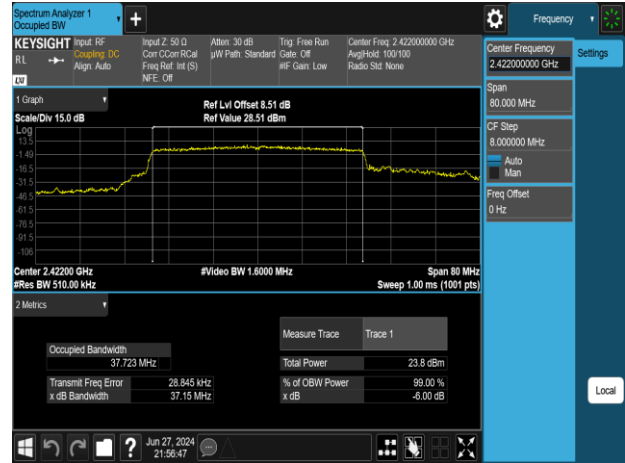 Spectrum Analyzer 1
Occupied BW
Frequency
KEYSIGHT
RL
LXI
Input: RF
Coupling: DC
Align: Auto
Input Z: 50 Ω
Corr CCorr RCal
Freq Ref: Int (S)
NFE: Off
Atten: 30 dB
µW Path: Standard
Trig: Free Run
Gate: Off
#IF Gain: Low
Center Freq: 2.422000000 GHz
Avg|Hold: 100/100
Radio Std: None
Center Frequency
2.422000000 GHz
Settings
Span
80.000 MHz
CF Step
8.000000 MHz
Auto
Man
Freq Offset
0 Hz
Local
1 Graph
Scale/Div 15.0 dB
Ref Lvl Offset 8.51 dB
Ref Value 28.51 dBm
Log
13.5
-1.49
-16.5
-31.5
-46.5
-61.5
-76.5
-91.5
-106
Center 2.42200 GHz
#Video BW 1.6000 MHz
Span 80 MHz
#Res BW 510.00 kHz
Sweep 1.00 ms (1001 pts)
2 Metrics
Measure Trace
Trace 1
Occupied Bandwidth
37.723 MHz
Total Power
23.8 dBm
Transmit Freq Error
28.845 kHz
% of OBW Power
99.00 %
x dB Bandwidth
37.15 MHz
x dB
-6.00 dB
Jun 27, 2024
21:56:47